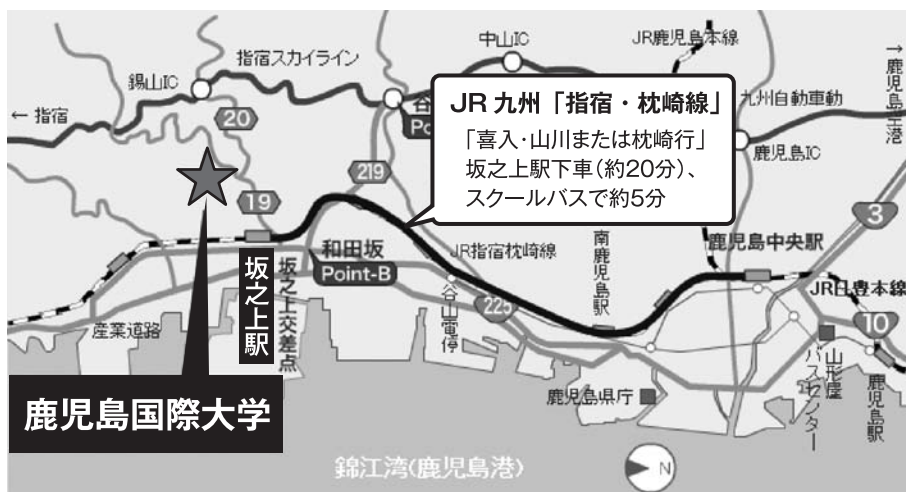 指宿スカイライン
中山IC
JR鹿児島本線
→鹿児島空港
錫山IC
← 指宿
20
JR九州「指宿・枕崎線」
「喜入・山川または枕崎行」
坂之上駅下車(約20分)、
スクールバスで約5分
九州自動車動
鹿児島IC
219
19
3
和田坂
Point-B
JR指宿枕崎線
南鹿児島駅
鹿児島中央駅
JR日豊本線
坂之上駅
坂之上交差点
産業道路
谷山電停
225
10
山形屋
バスセンター
鹿児島駅
鹿児島県庁
鹿児島国際大学
錦江湾(鹿児島港)
N